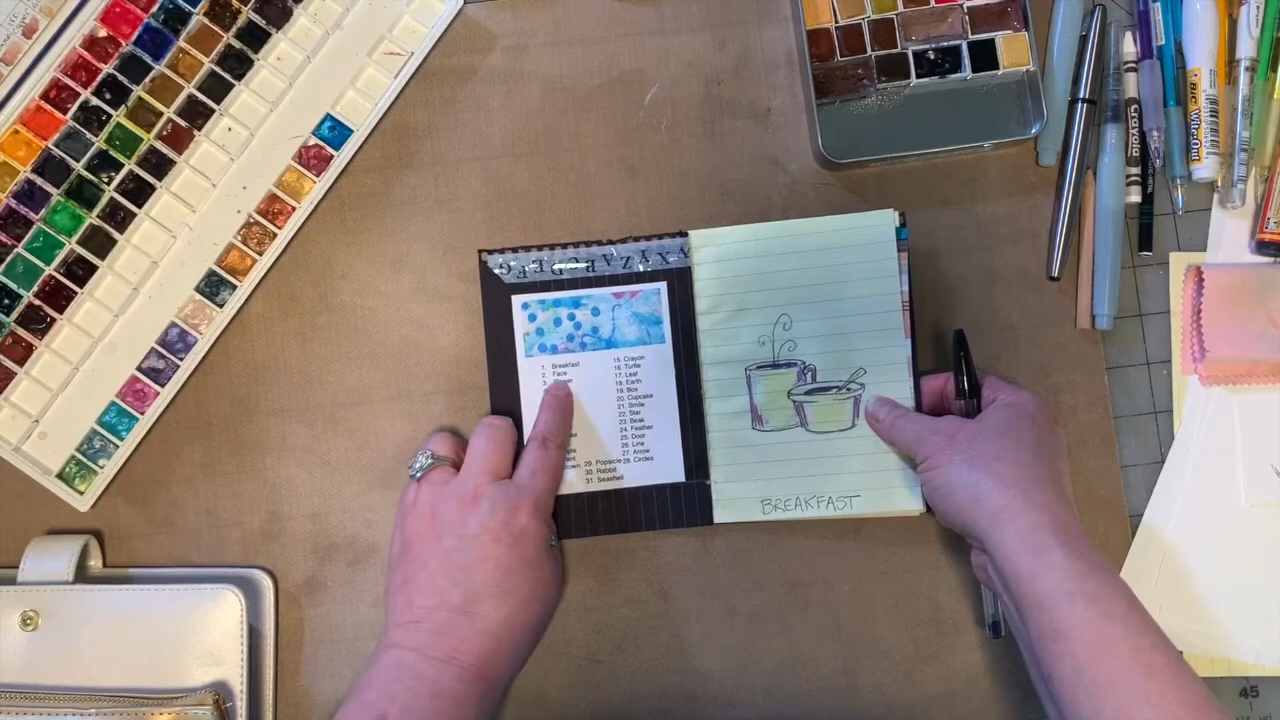 VXYZABCDEFG
1. Breakfast
2. Face
3.
15. Crayon
16. Turtle
17. Leaf
18. Earth
19. Box
20. Cupcake
21. Smile
22. Star
23. Beak
24. Feather
25. Door
26. Line
27. Arrow
28. Circles
29. Popsicle
30. Rabbit
31. Seashell
BREAKFAST
Crayola
BIC Wite-Out
45